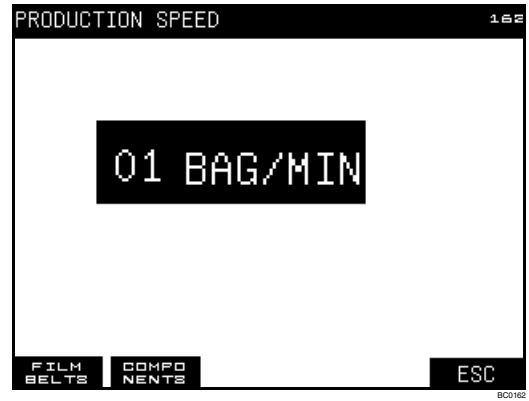 PRODUCTION SPEED 162
01 BAG/MIN
FILM BELTS COMPO NENTS ESC
BC0162